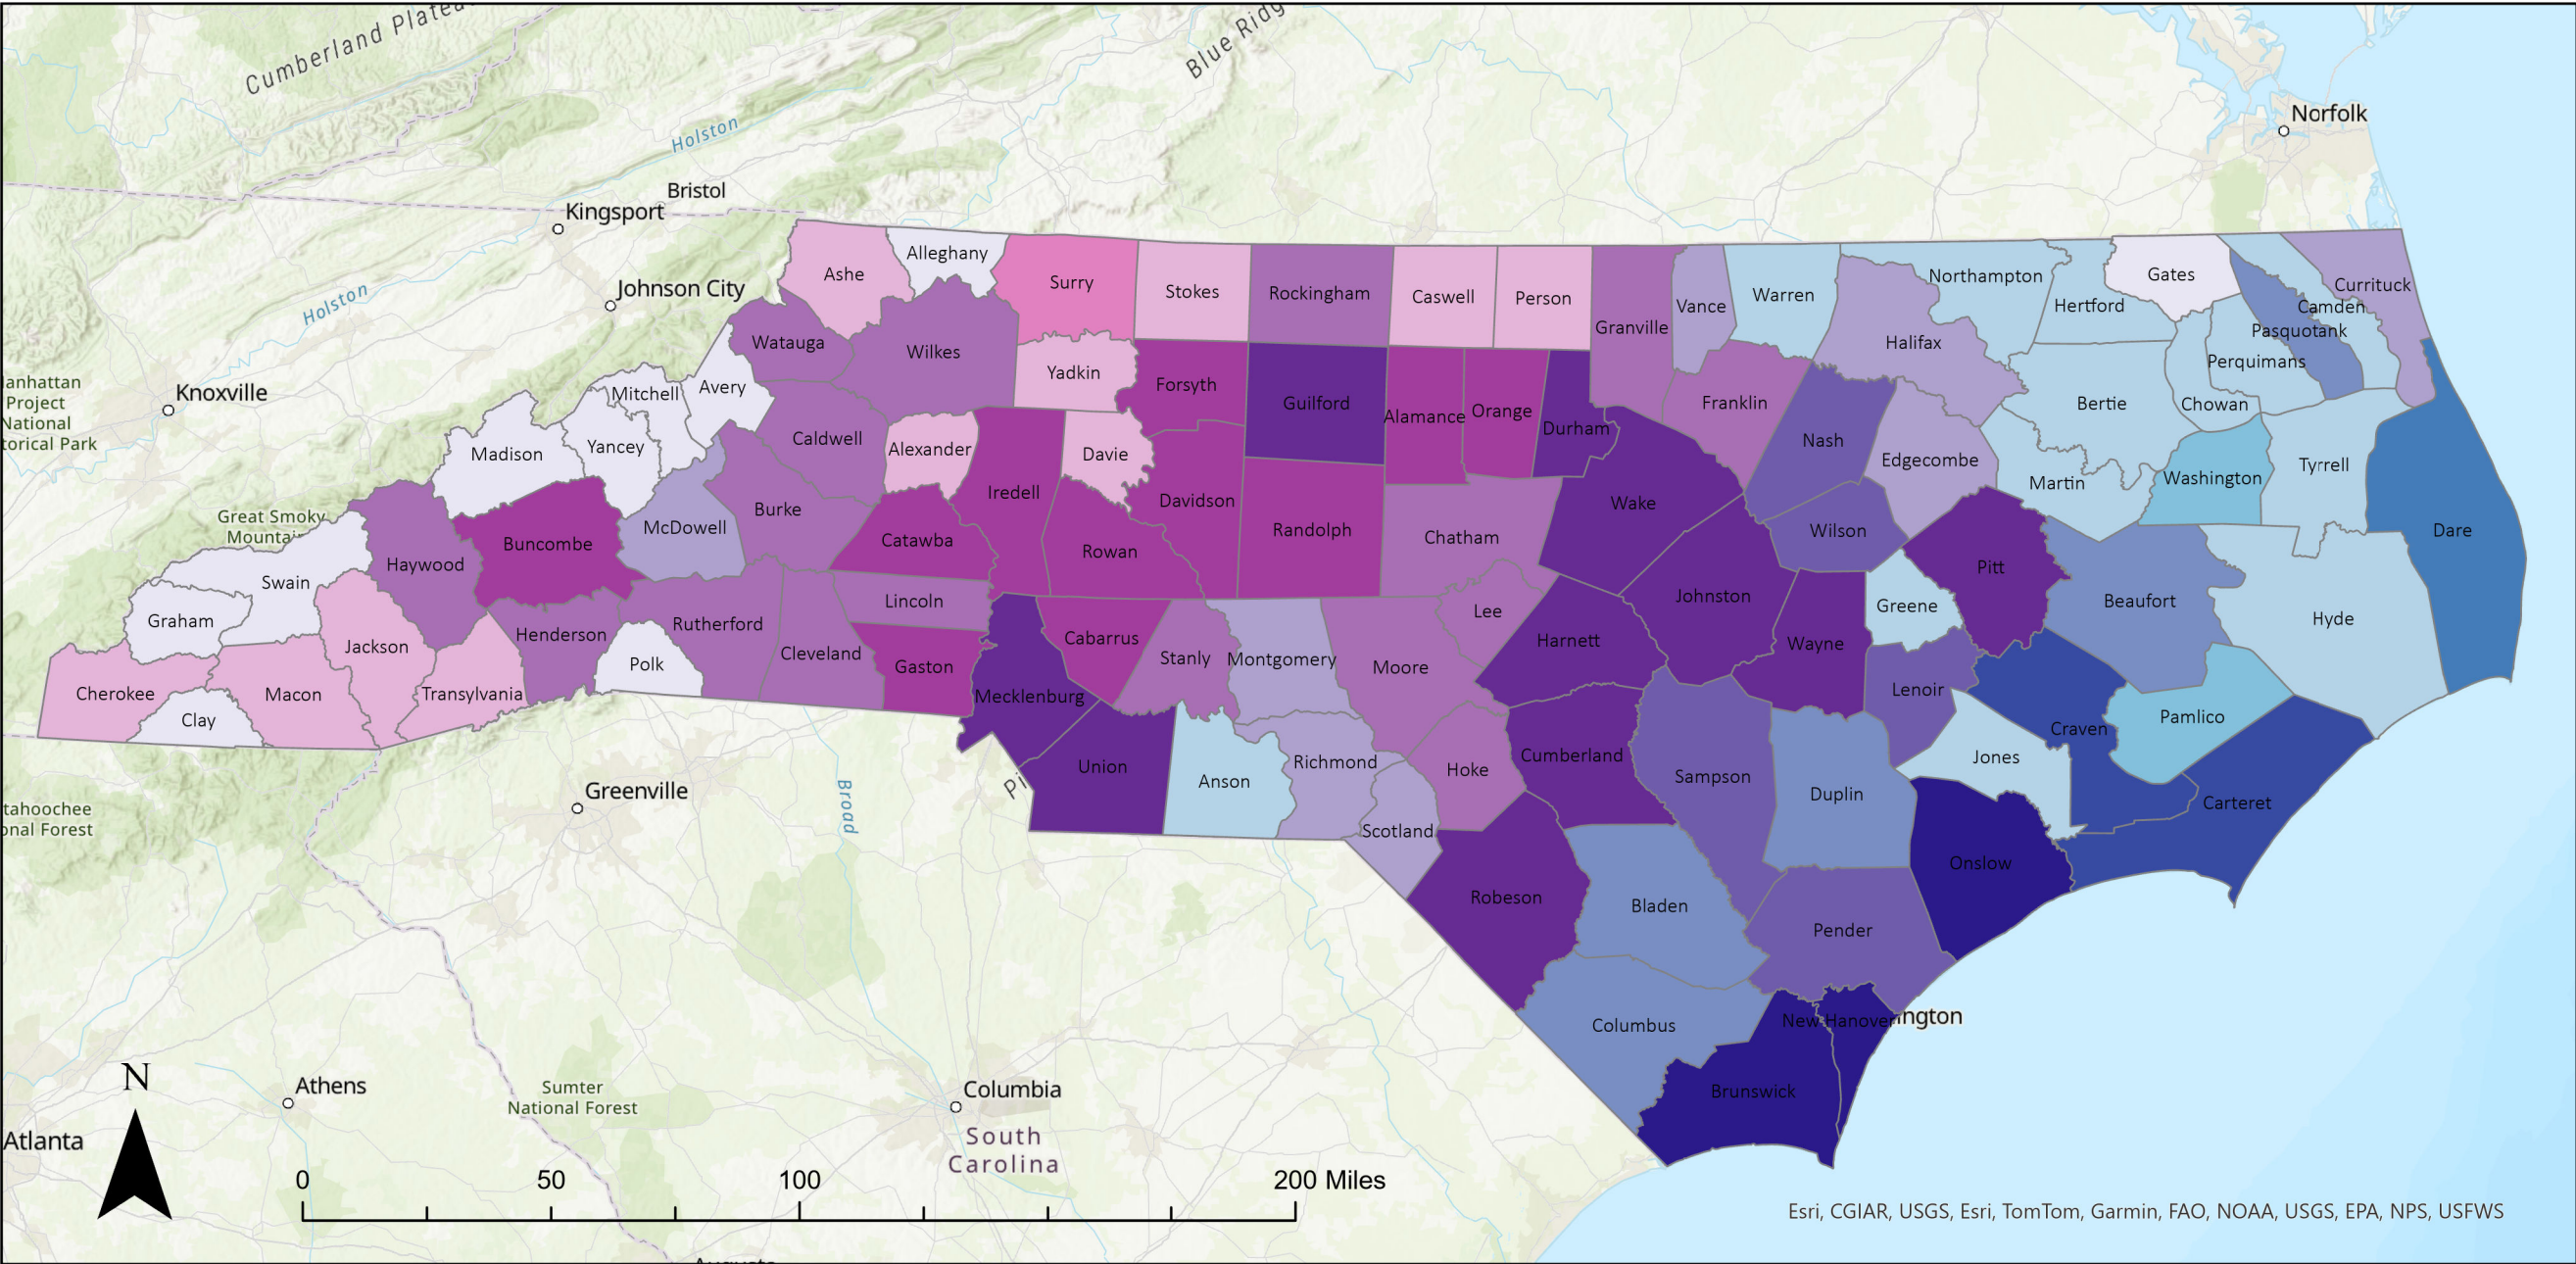 Cumberland Platea
Blue Ridg
Norfolk
Holston
Bristol
Kingsport
Johnson City
Holston
Knoxville
anhattan
Project
National
torical Park
Great Smoky
Mountain
Ashe
Alleghany
Surry
Stokes
Rockingham
Caswell
Person
Granville
Vance
Warren
Northampton
Hertford
Gates
Currituck
Camden
Pasquotank
Perquimans
Chowan
Halifax
Bertie
Watauga
Wilkes
Yadkin
Forsyth
Guilford
Alamance
Orange
Durham
Franklin
Nash
Edgecombe
Martin
Washington
Tyrrell
Dare
Mitchell
Avery
Yancey
Madison
Caldwell
Alexander
Davie
Iredell
Davidson
Randolph
Chatham
Wake
Wilson
Pitt
Beaufort
Hyde
Buncombe
McDowell
Burke
Catawba
Rowan
Haywood
Swain
Graham
Jackson
Cherokee
Clay
Macon
Transylvania
Henderson
Polk
Rutherford
Cleveland
Lincoln
Gaston
Mecklenburg
Cabarrus
Stanly
Montgomery
Moore
Lee
Harnett
Johnston
Wayne
Greene
Lenoir
Craven
Pamlico
Jones
Carteret
Onslow
Duplin
Sampson
Cumberland
Hoke
Richmond
Scotland
Anson
Union
Robeson
Bladen
Pender
Columbus
New Hanover
ington
Brunswick
Pi
Broad
Greenville
tahoochee
onal Forest
Athens
Atlanta
Sumter
National Forest
Columbia
South
Carolina
N
0 50 100 200 Miles
Esri, CGIAR, USGS, Esri, TomTom, Garmin, FAO, NOAA, USGS, EPA, NPS, USFWS